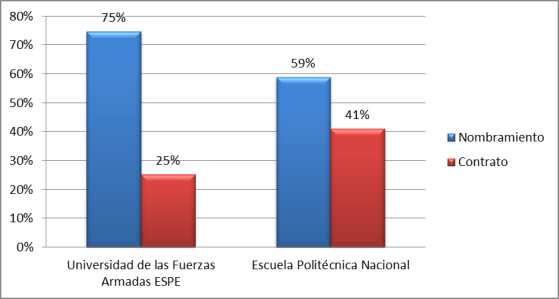 80%
70%
60%
50%
40%
30%
20%
10%
0%
75%
25%
59%
41%
Universidad de las Fuerzas
Armadas ESPE
Escuela Politécnica Nacional
Nombramiento
Contrato